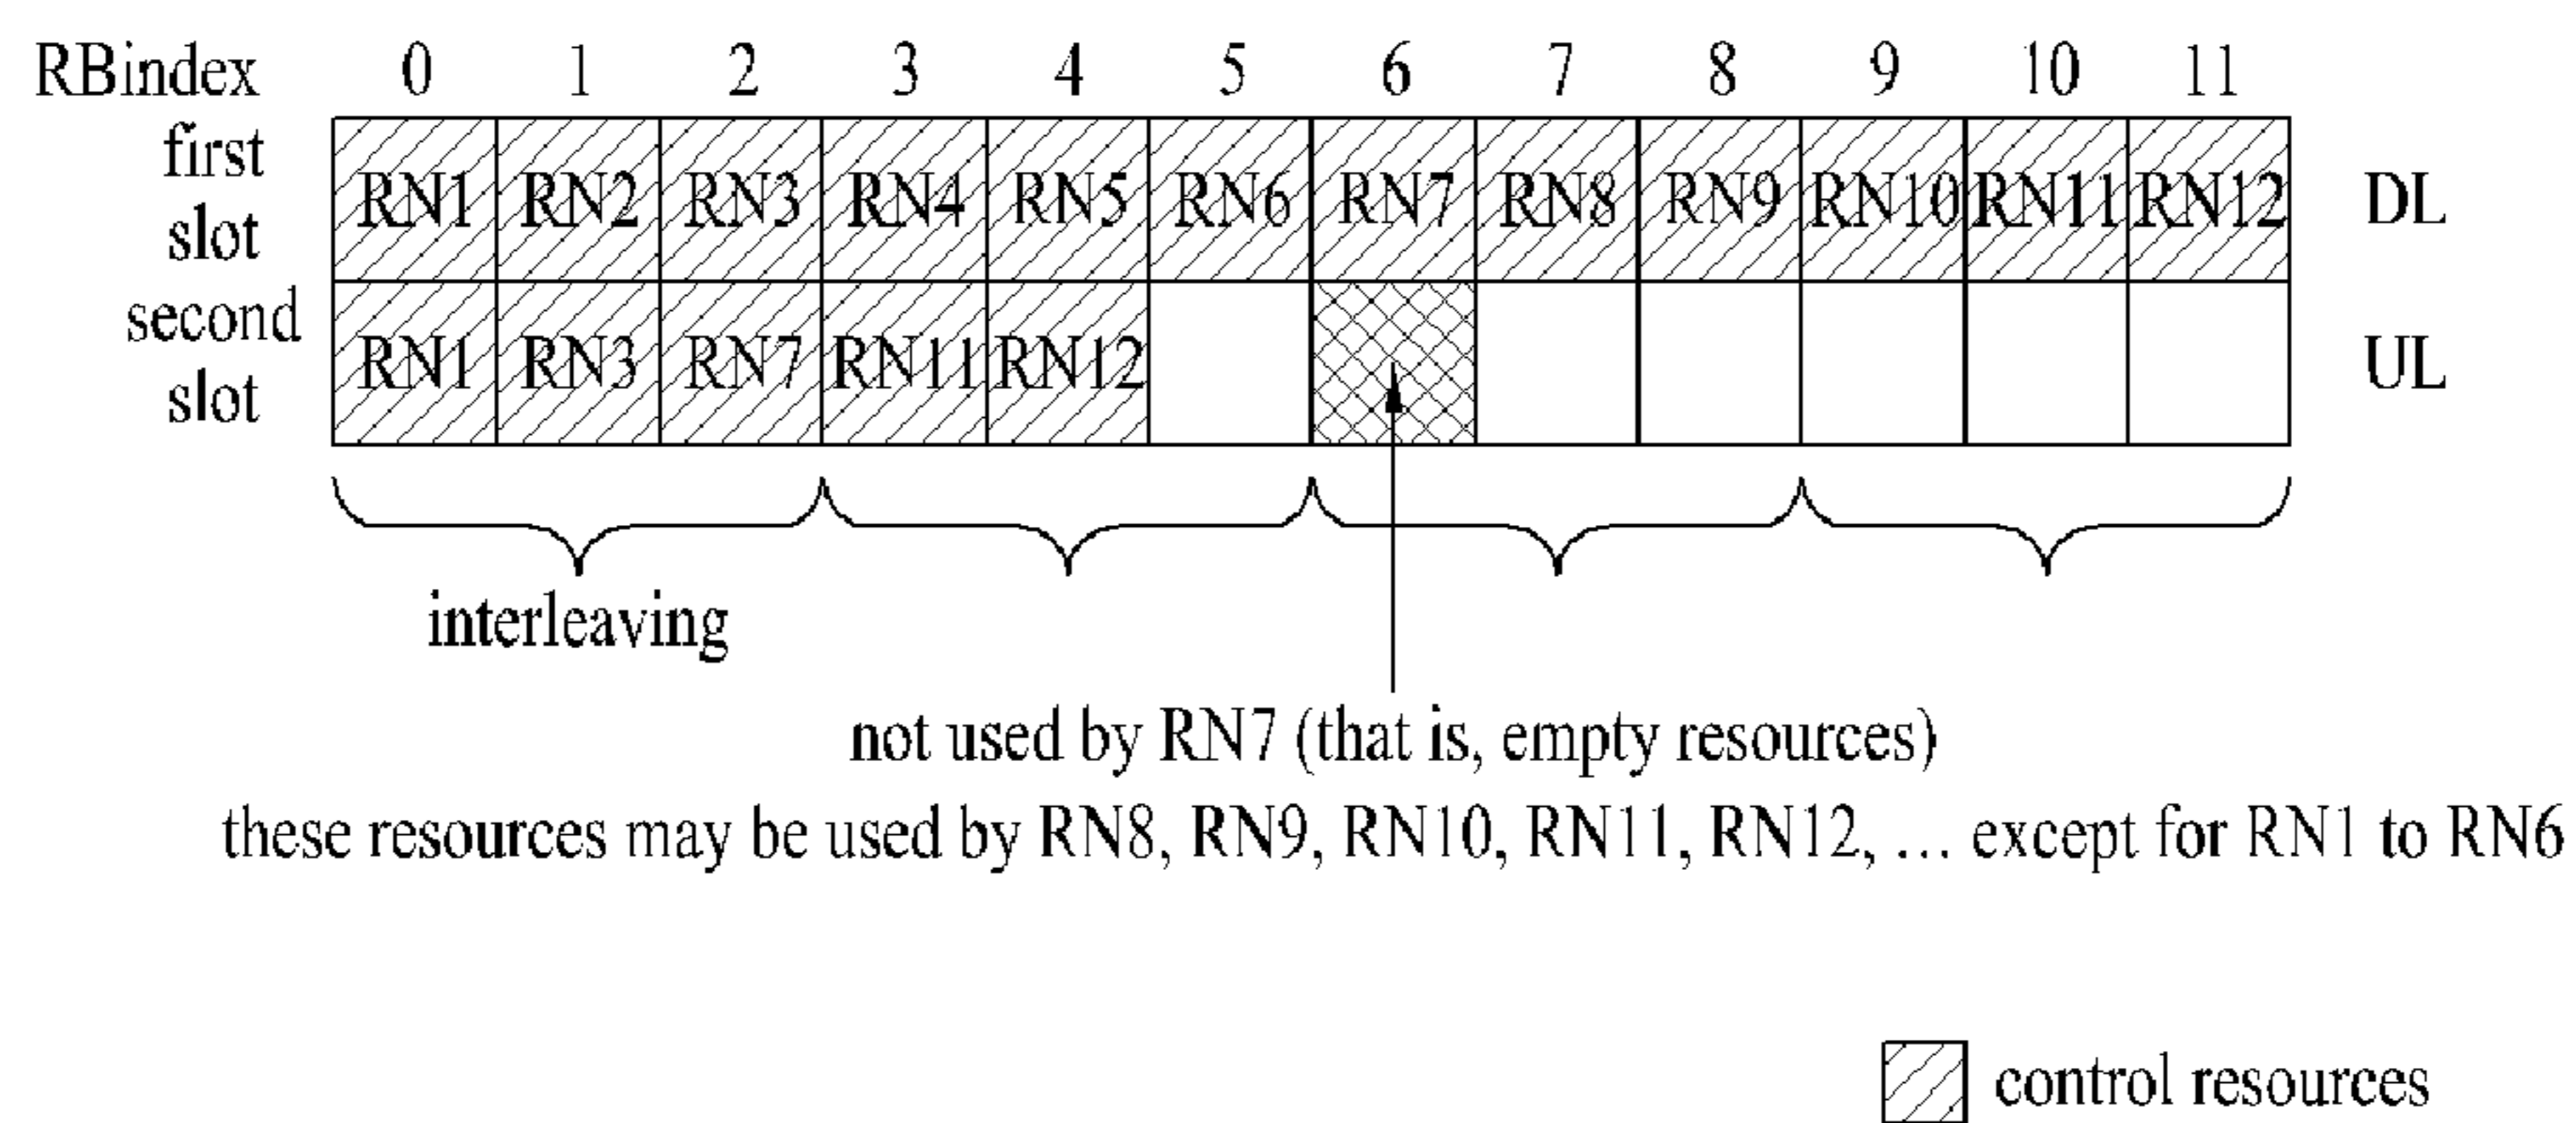 RBindex 0 1 2 3 4 5 6 7 8 9 10 11
first slot RN1 RN2 RN3 RN4 RN5 RN6 RN7 RN8 RN9 RN10 RN11 RN12 DL
second slot RN1 RN3 RN7 RN11 RN12 UL
interleaving
not used by RN7 (that is, empty resources)
these resources may be used by RN8, RN9, RN10, RN11, RN12, ... except for RN1 to RN6
control resources